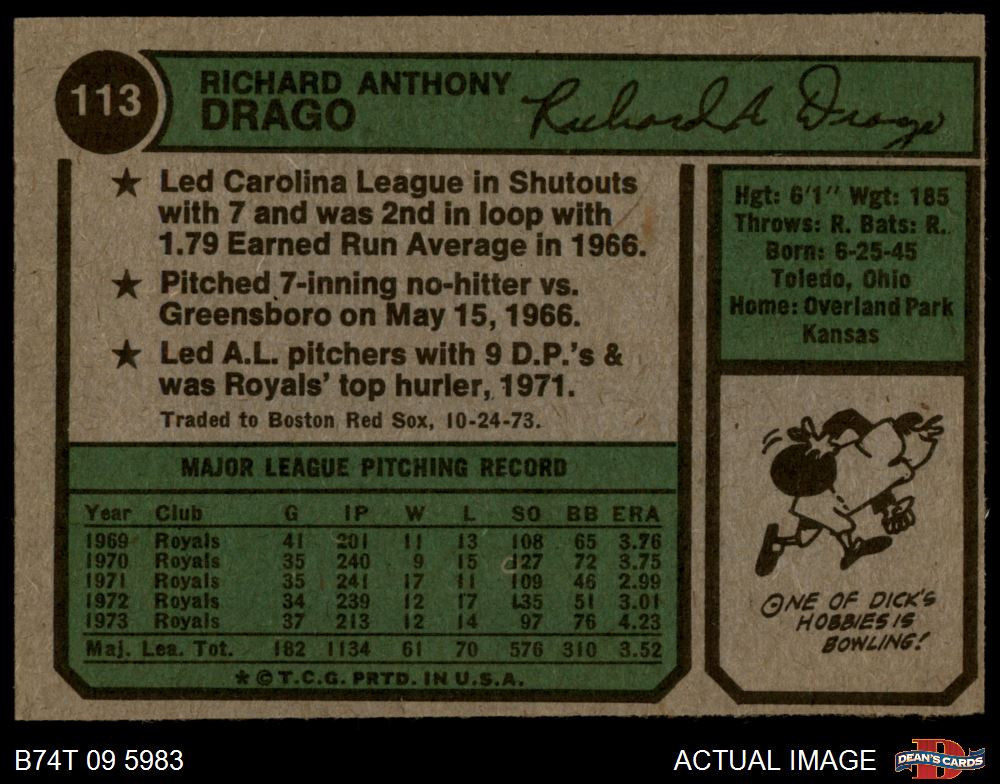 113
RICHARD ANTHONY
DRAGO
Richard A Drago
★ Led Carolina League in Shutouts
with 7 and was 2nd in loop with
1.79 Earned Run Average in 1966.
★ Pitched 7-inning no-hitter vs.
Greensboro on May 15, 1966.
★ Led A.L. pitchers with 9 D.P.'s &
was Royals' top hurler, 1971.
Traded to Boston Red Sox, 10-24-73.
Hgt: 6'1" Wgt: 185
Throws: R. Bats: R.
Born: 6-25-45
Toledo, Ohio
Home: Overland Park
Kansas
MAJOR LEAGUE PITCHING RECORD
Year Club G IP W L SO BB ERA
1969 Royals 41 201 11 13 108 65 3.76
1970 Royals 35 240 9 15 127 72 3.75
1971 Royals 35 241 17 11 109 46 2.99
1972 Royals 34 239 12 17 135 51 3.01
1973 Royals 37 213 12 14 97 76 4.23
Maj. Lea. Tot. 182 1134 61 70 576 310 3.52
★ © T.C.G. PRTD. IN U.S.A.
ONE OF DICK'S
HOBBIES IS
BOWLING!
B74T 09 5983
ACTUAL IMAGE
D
DEAN'S CARDS